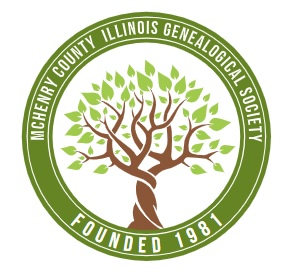 MCHENRY COUNTY ILLINOIS GENEALOGICAL SOCIETY
FOUNDED 1981